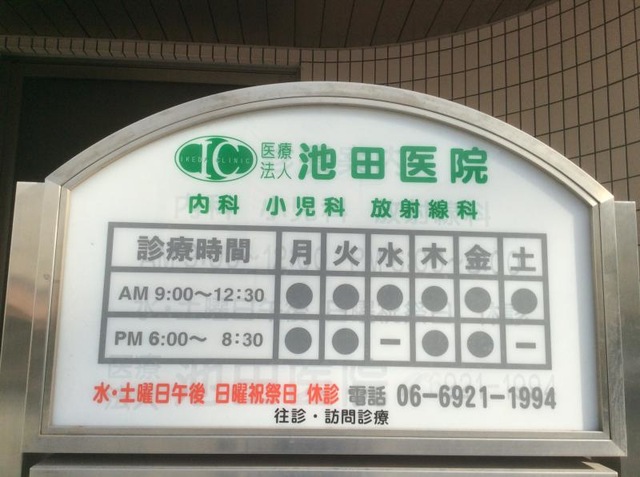 IKEDA CLINIC
医療法人 池田医院
内科 小児科 放射線科
診療時間 月 火 水 木 金 土
AM 9:00〜12:30 ● ● ● ● ● ●
PM 6:00〜 8:30 ● ● ー ● ● ー
水・土曜日午後 日曜祝祭日 休診 電話 06-6921-1994
往診・訪問診療